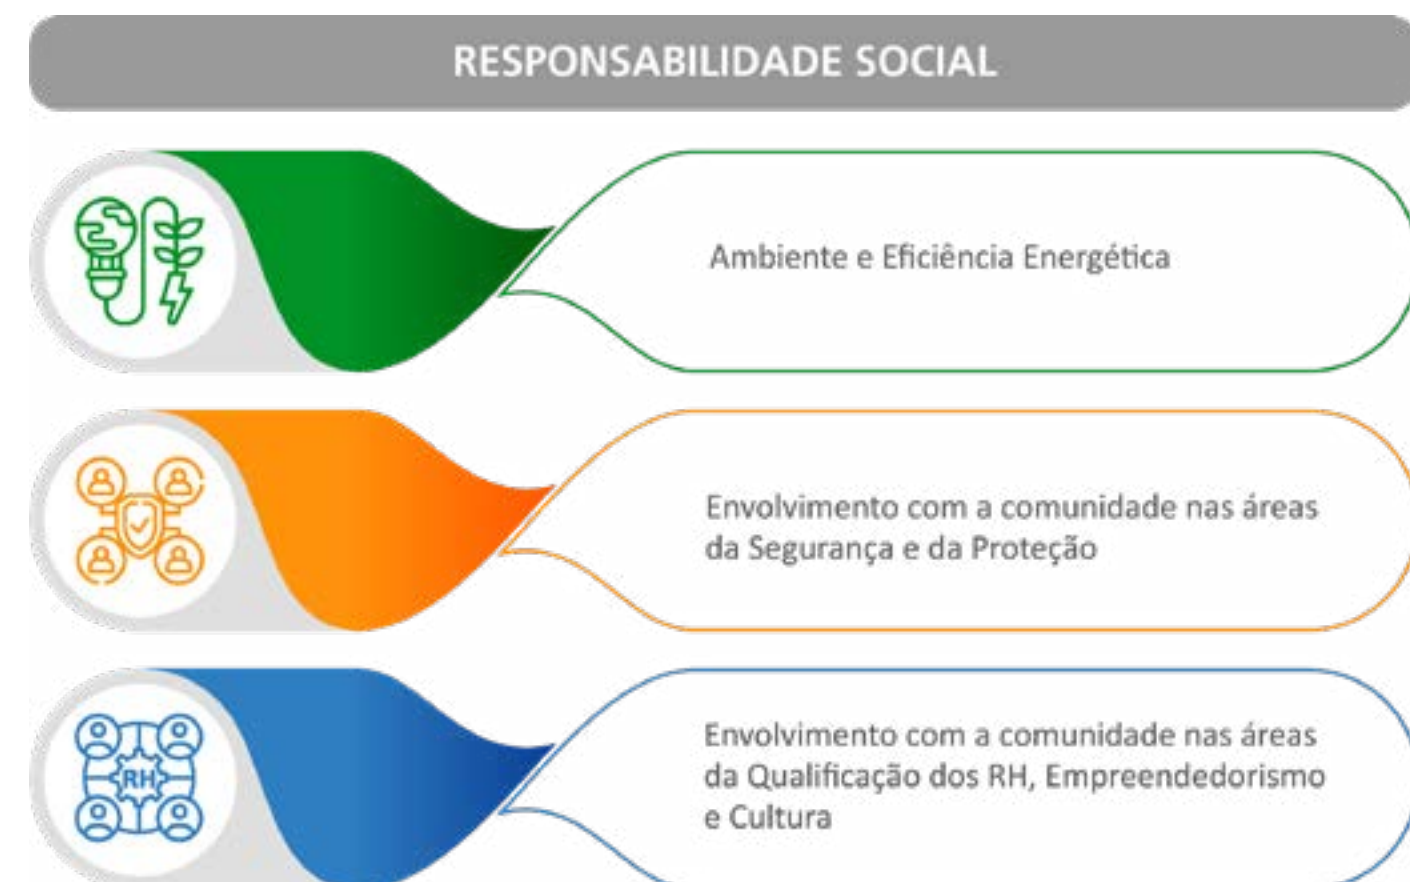 RESPONSABILIDADE SOCIAL
Ambiente e Eficiência Energética
Envolvimento com a comunidade nas áreas
da Segurança e da Proteção
RH
Envolvimento com a comunidade nas áreas
da Qualificação dos RH, Empreendedorismo
e Cultura